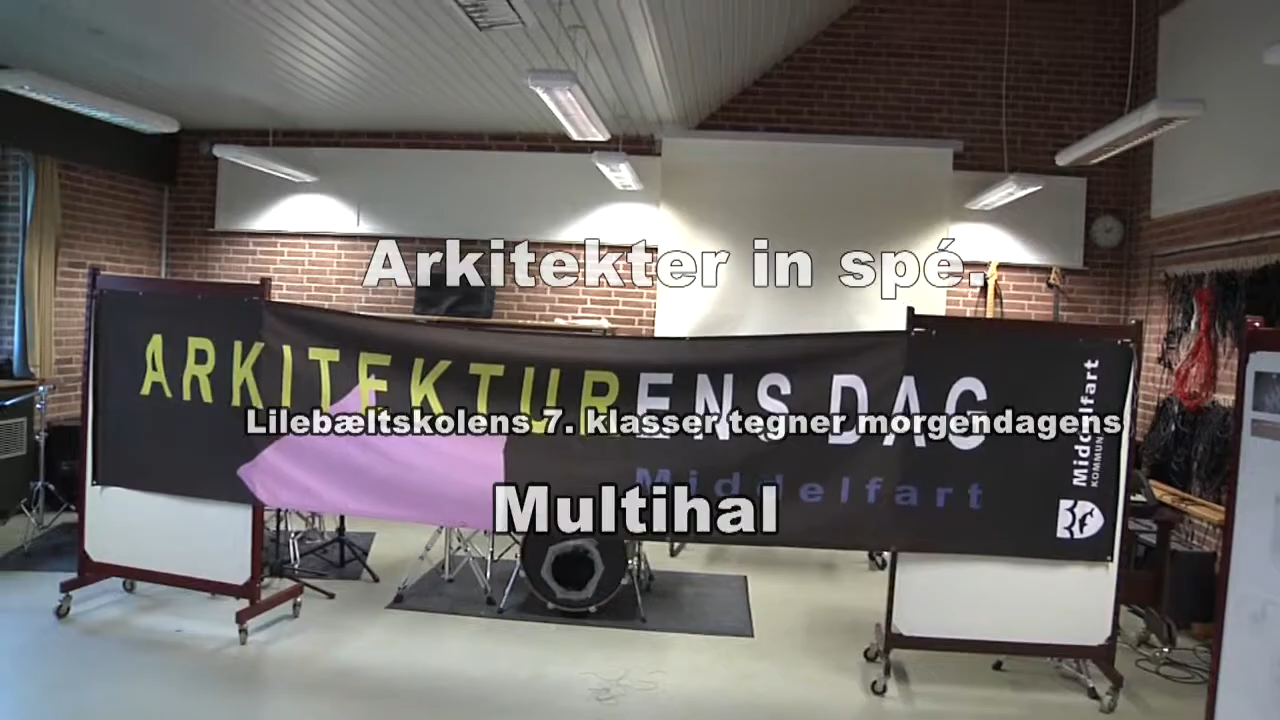 Arkitekter in spé.
ARKITEKTURENS DAG
Lilebæltskolens 7. klasser tegner morgendagens
Middelfart
Multihal
Middelfart
KOMMUNE